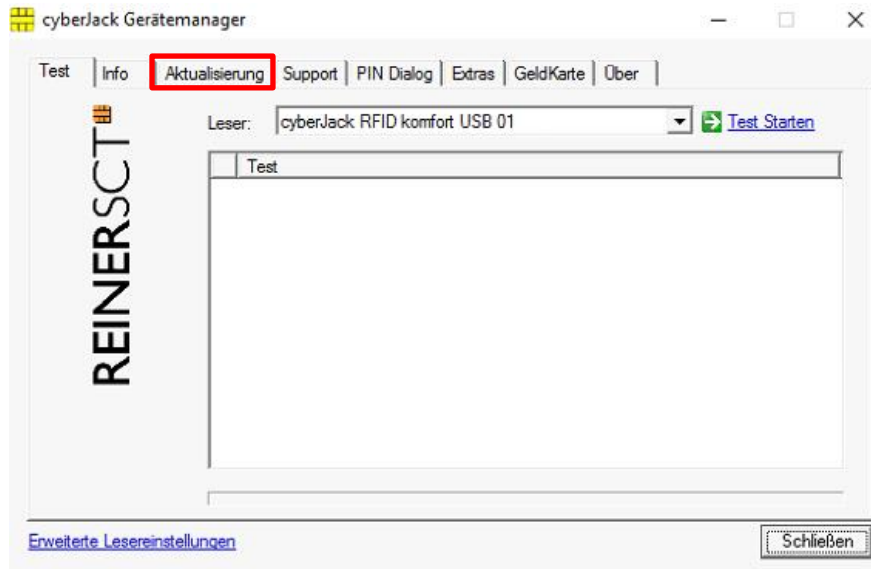 cyberJack Gerätemanager
Test Info Aktualisierung Support PIN Dialog Extras GeldKarte Über
REINERSCT
Leser: cyberJack RFID komfort USB 01 Test Starten
Test
Erweiterte Lesereinstellungen Schließen